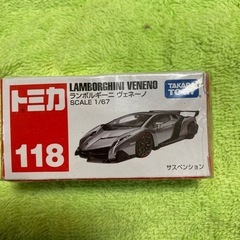 トミカ
LAMBORGHINI VENENO
ランボルギーニ ヴェネーノ
SCALE 1/67
TAKARA
TOMY
118
サスペンション